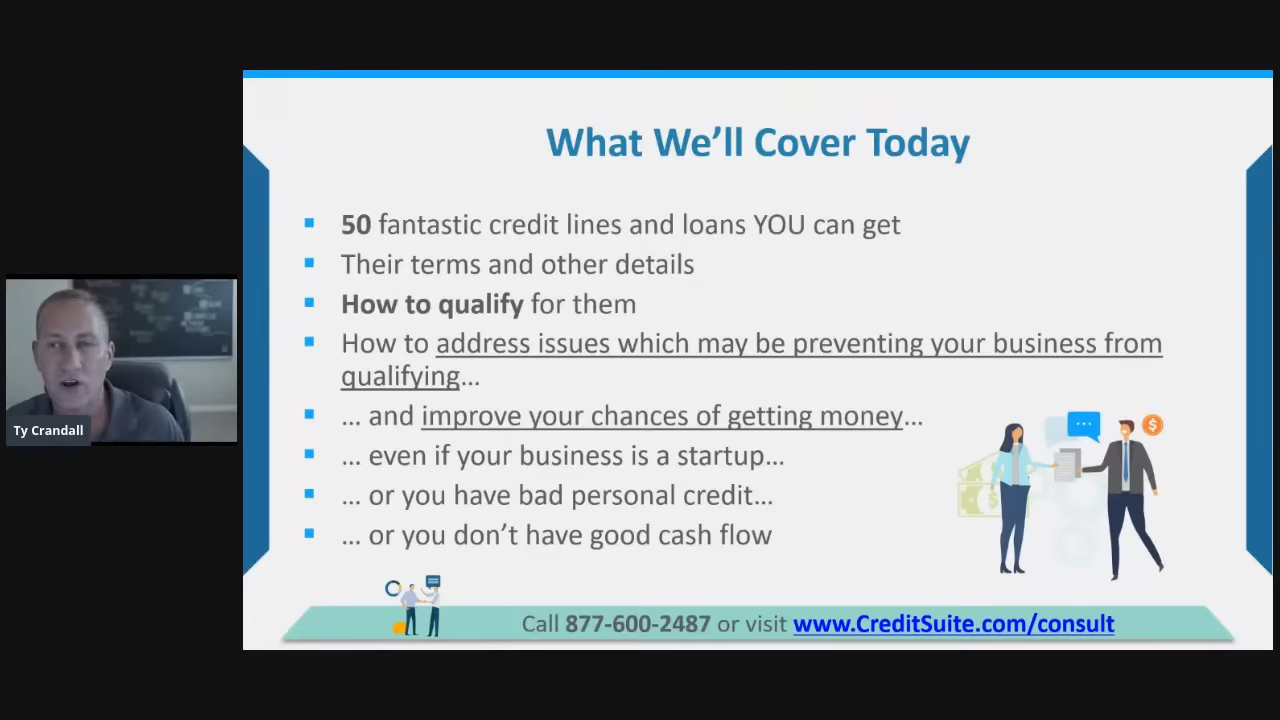 What We'll Cover Today
50 fantastic credit lines and loans YOU can get
Their terms and other details
How to qualify for them
How to address issues which may be preventing your business from
qualifying...
... and improve your chances of getting money...
... even if your business is a startup...
... or you have bad personal credit...
... or you don't have good cash flow
Ty Crandall
Call 877-600-2487 or visit www.CreditSuite.com/consult